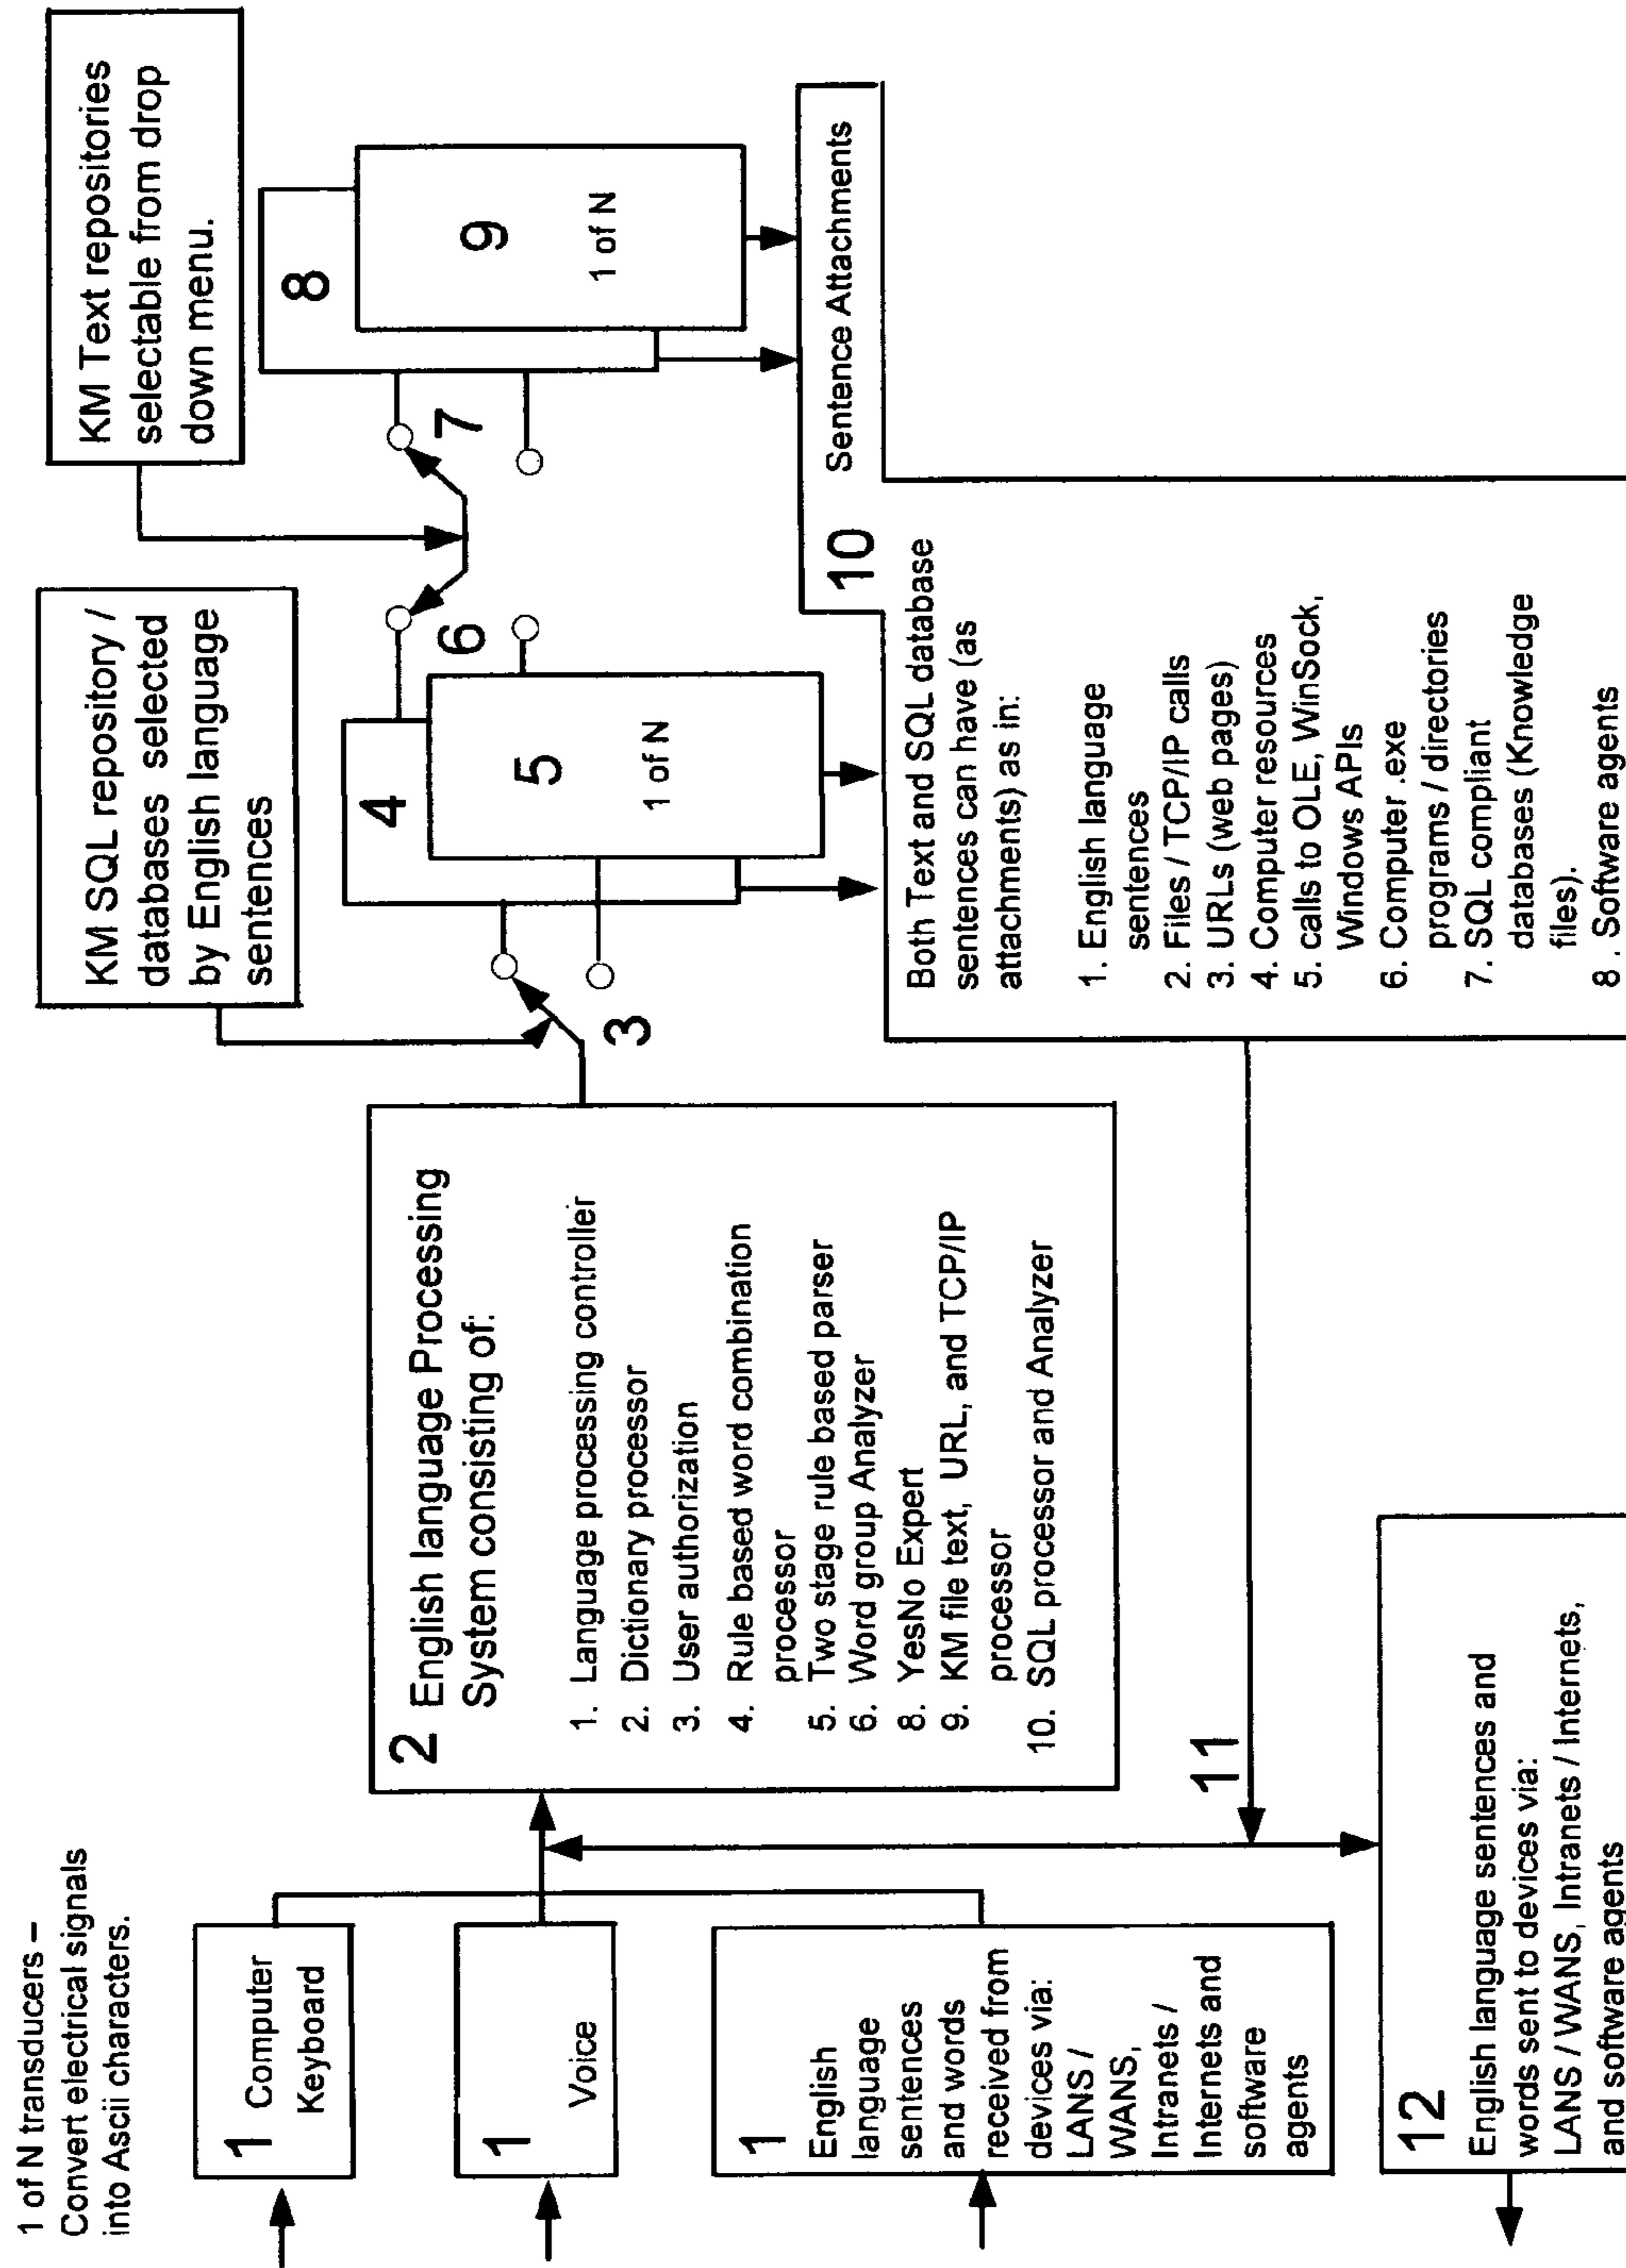 1 of N transducers –
Convert electrical signals
into Ascii characters.
1 Computer
Keyboard
1
Voice
1
English
language
sentences
and words
received from
devices via:
LANS /
WANS,
Intranets /
Internets and
software
agents
2 English language Processing
System consisting of:
1. Language processing controller
2. Dictionary processor
3. User authorization
4. Rule based word combination
processor
5. Two stage rule based parser
6. Word group Analyzer
8. YesNo Expert
9. KM file text, URL, and TCP/IP
processor
10. SQL processor and Analyzer
11
12
English language sentences and
words sent to devices via:
LANS / WANS, Intranets / Internets,
and software agents
KM SQL repository /
databases selected
by English language
sentences
3
4
5
1 of N
6
KM Text repositories
selectable from drop
down menu.
7
8
9
1 of N
10 Sentence Attachments
Both Text and SQL database
sentences can have (as
attachments) as in:
1. English language
sentences
2. Files / TCP/IP calls
3. URLs (web pages)
4. Computer resources
5. calls to OLE, WinSock,
Windows APIs
6. Computer .exe
programs / directories
7. SQL compliant
databases (Knowledge
files).
8 . Software agents